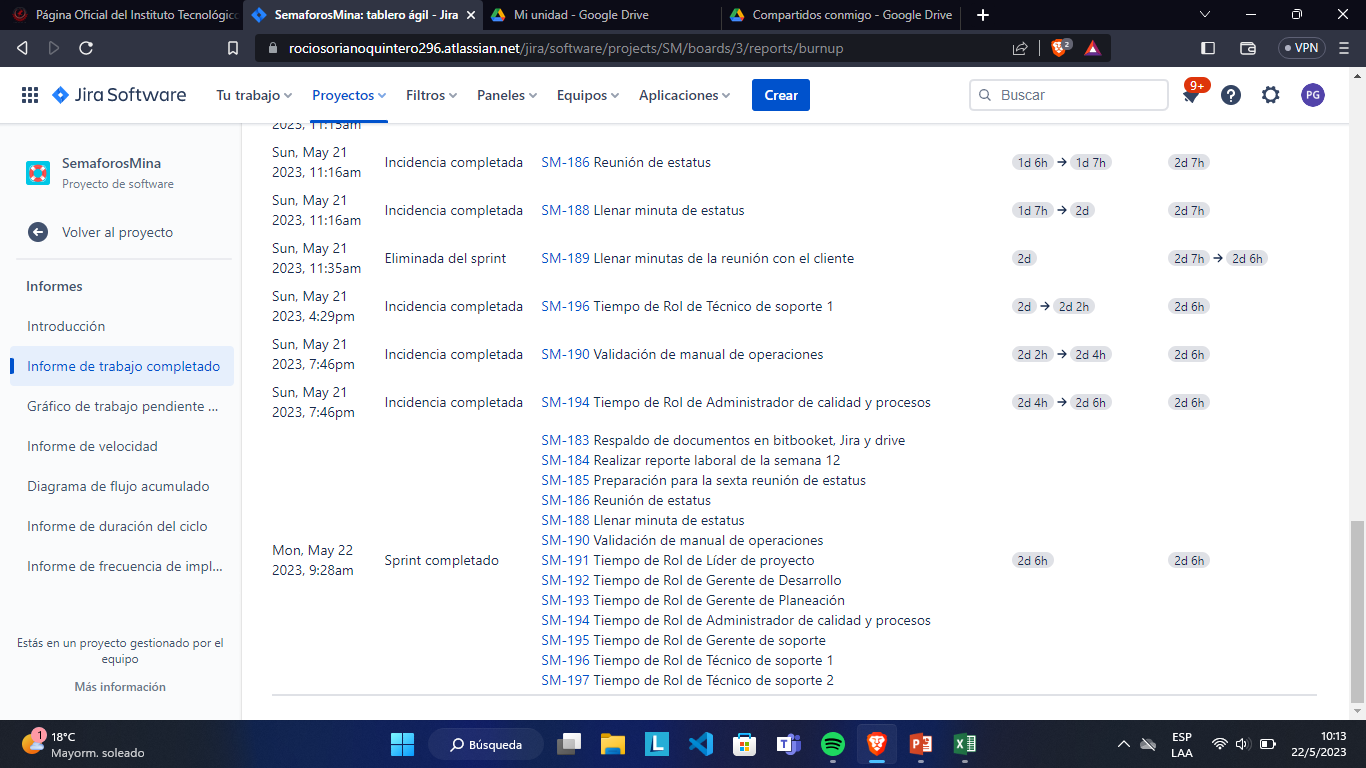 Página Oficial del Instituto Tecnológico
SemaforosMina: tablero ágil - Jira
Mi unidad - Google Drive
Compartidos conmigo - Google Drive
rociosorianoquintero296.atlassian.net/jira/software/projects/SM/boards/3/reports/burnup
2
VPN
Jira Software
Tu trabajo
Proyectos
Filtros
Paneles
Equipos
Aplicaciones
Crear
Buscar
9+
PG
SemaforosMina
Proyecto de software
Volver al proyecto
Informes
Introducción
Informe de trabajo completado
Gráfico de trabajo pendiente ...
Informe de velocidad
Diagrama de flujo acumulado
Informe de duración del ciclo
Informe de frecuencia de impl...
Estás en un proyecto gestionado por el
equipo
Más información
2023, 11:15am
Sun, May 21
2023, 11:16am
Incidencia completada
SM-186 Reunión de estatus
1d 6h → 1d 7h
2d 7h
Sun, May 21
2023, 11:16am
Incidencia completada
SM-188 Llenar minuta de estatus
1d 7h → 2d
2d 7h
Sun, May 21
2023, 11:35am
Eliminada del sprint
SM-189 Llenar minutas de la reunión con el cliente
2d
2d 7h → 2d 6h
Sun, May 21
2023, 4:29pm
Incidencia completada
SM-196 Tiempo de Rol de Técnico de soporte 1
2d → 2d 2h
2d 6h
Sun, May 21
2023, 7:46pm
Incidencia completada
SM-190 Validación de manual de operaciones
2d 2h → 2d 4h
2d 6h
Sun, May 21
2023, 7:46pm
Incidencia completada
SM-194 Tiempo de Rol de Administrador de calidad y procesos
2d 4h → 2d 6h
2d 6h
Mon, May 22
2023, 9:28am
Sprint completado
SM-183 Respaldo de documentos en bitbooket, Jira y drive
SM-184 Realizar reporte laboral de la semana 12
SM-185 Preparación para la sexta reunión de estatus
SM-186 Reunión de estatus
SM-188 Llenar minuta de estatus
SM-190 Validación de manual de operaciones
SM-191 Tiempo de Rol de Líder de proyecto
SM-192 Tiempo de Rol de Gerente de Desarrollo
SM-193 Tiempo de Rol de Gerente de Planeación
SM-194 Tiempo de Rol de Administrador de calidad y procesos
SM-195 Tiempo de Rol de Gerente de soporte
SM-196 Tiempo de Rol de Técnico de soporte 1
SM-197 Tiempo de Rol de Técnico de soporte 2
2d 6h
2d 6h
1
18°C
Mayorm. soleado
Búsqueda
L
ESP
LAA
10:13
22/5/2023